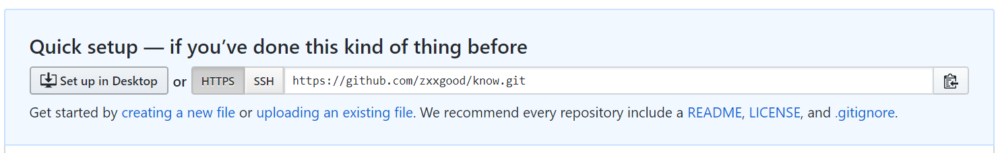 Quick setup — if you’ve done this kind of thing before
Set up in Desktop or HTTPS SSH https://github.com/zxxgood/know.git
Get started by creating a new file or uploading an existing file. We recommend every repository include a README, LICENSE, and .gitignore.